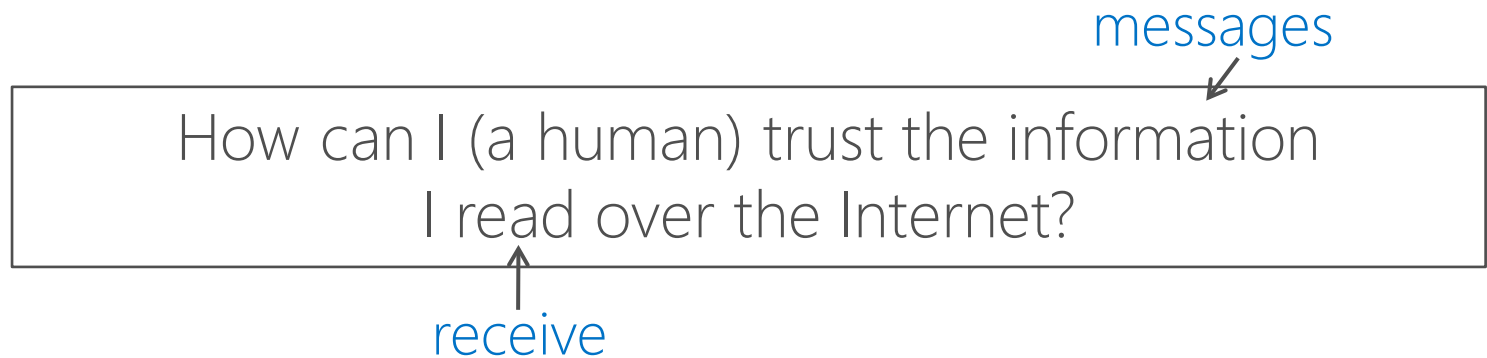 messages
How can I (a human) trust the information
I read over the Internet?
receive